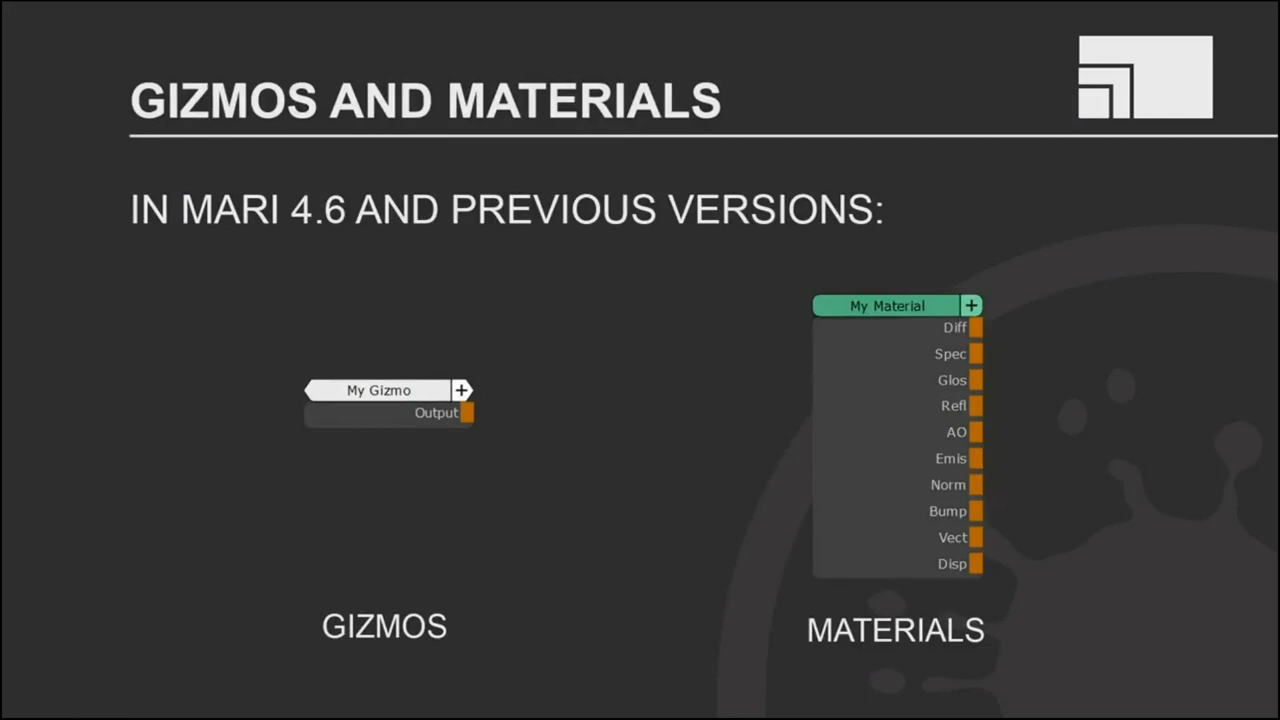 GIZMOS AND MATERIALS
IN MARI 4.6 AND PREVIOUS VERSIONS:
My Gizmo +
Output
GIZMOS
My Material +
Diff
Spec
Glos
Refl
AO
Emis
Norm
Bump
Vect
Disp
MATERIALS